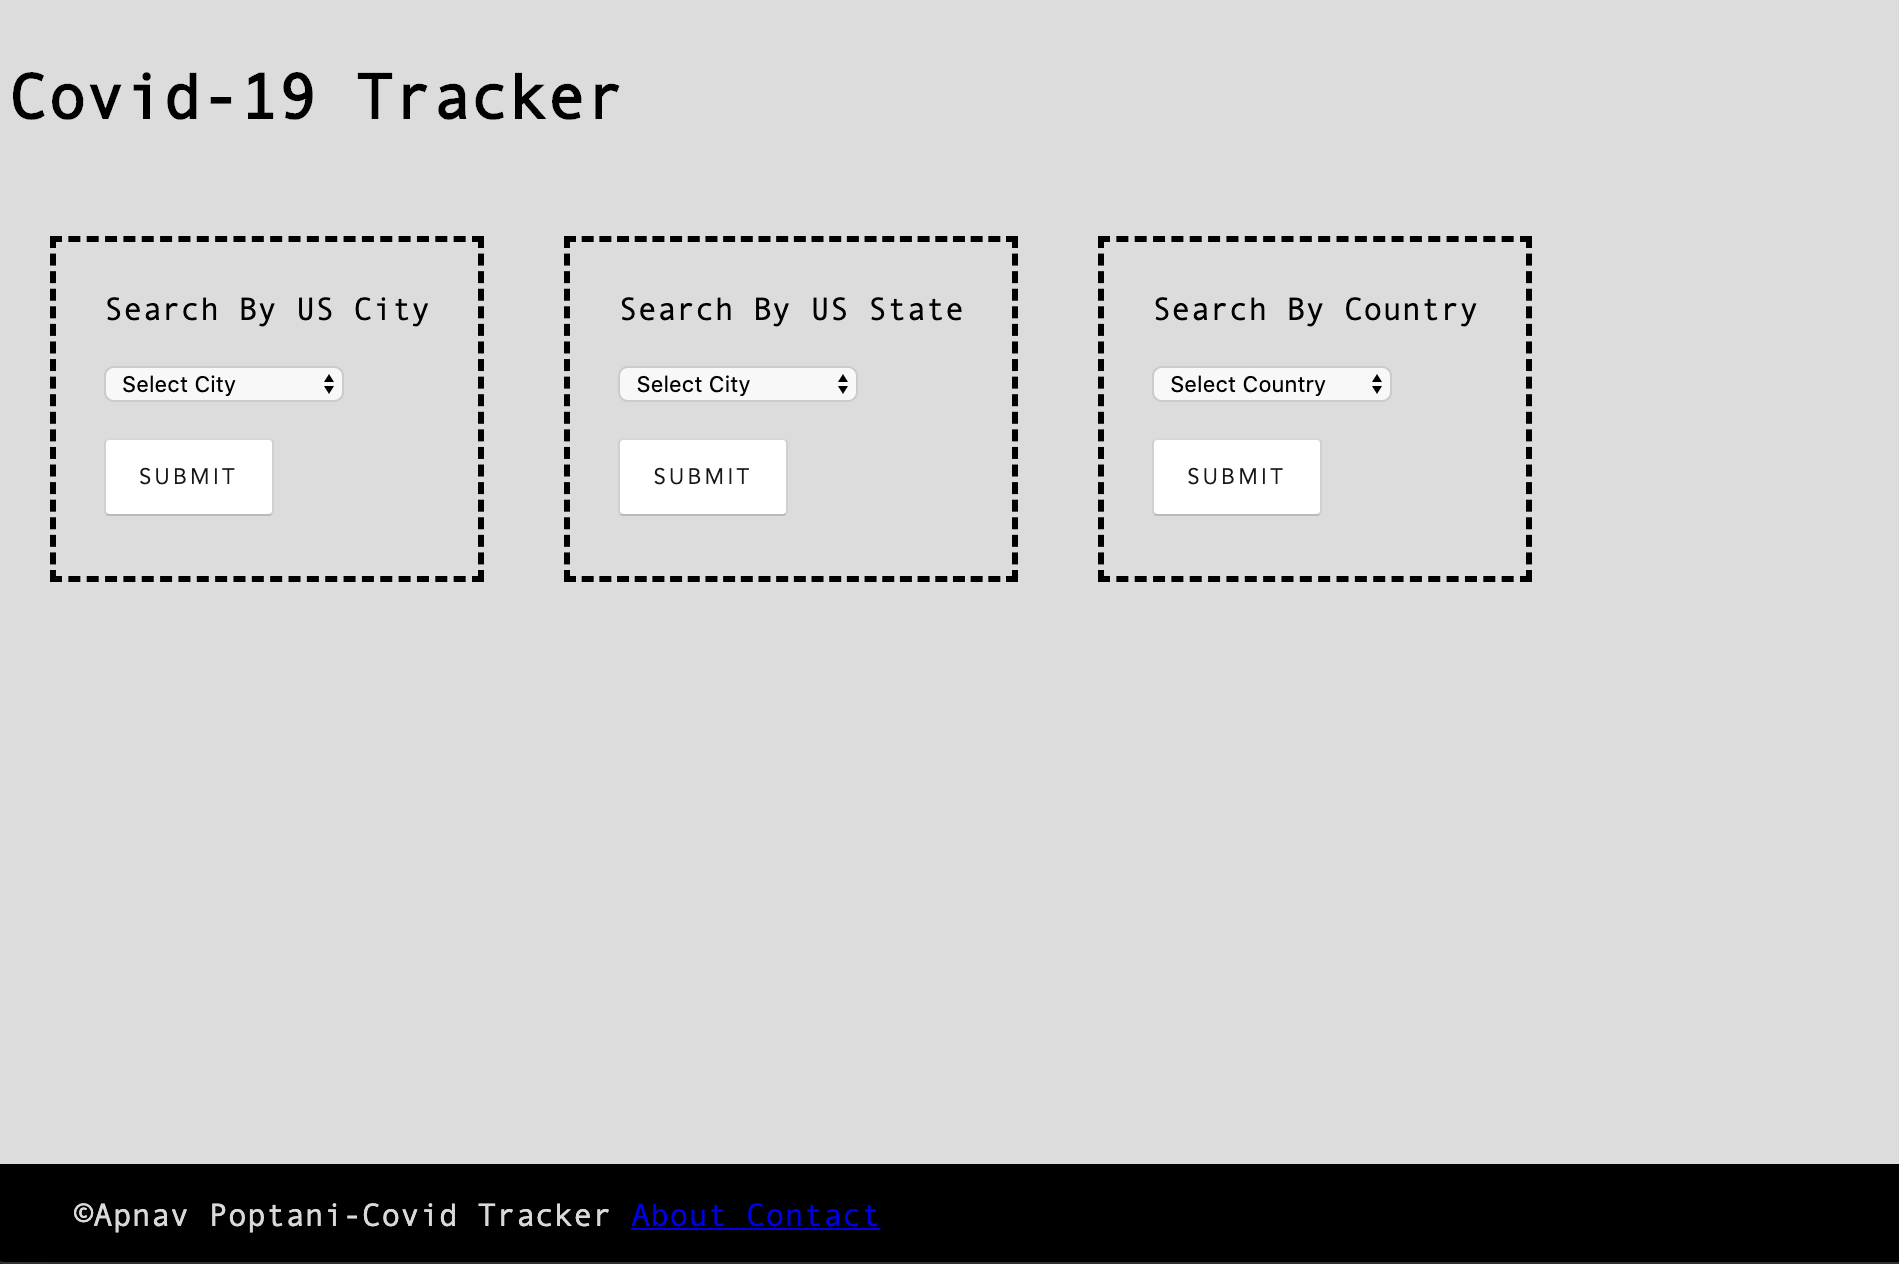 Covid-19 Tracker
Search By US City
Select City
SUBMIT
Search By US State
Select City
SUBMIT
Search By Country
Select Country
SUBMIT
©Apnav Poptani-Covid Tracker About Contact